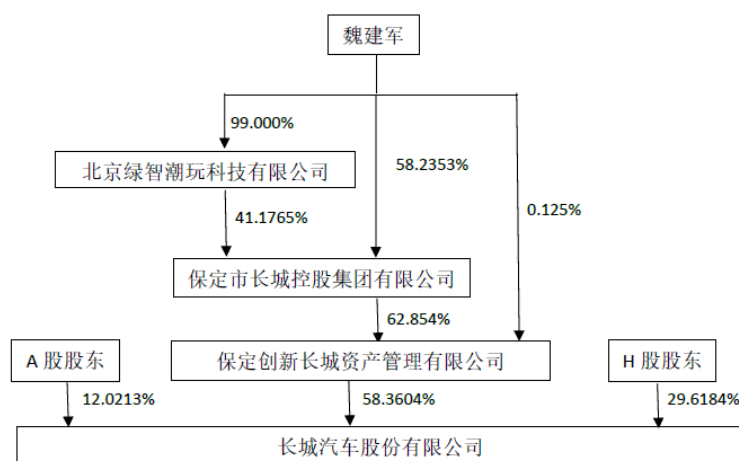 魏建军
99.000%
北京绿智潮玩科技有限公司
58.2353%
41.1765%
0.125%
保定市长城控股集团有限公司
62.854%
A 股股东
保定创新长城资产管理有限公司
H 股股东
12.0213%
58.3604%
29.6184%
长城汽车股份有限公司